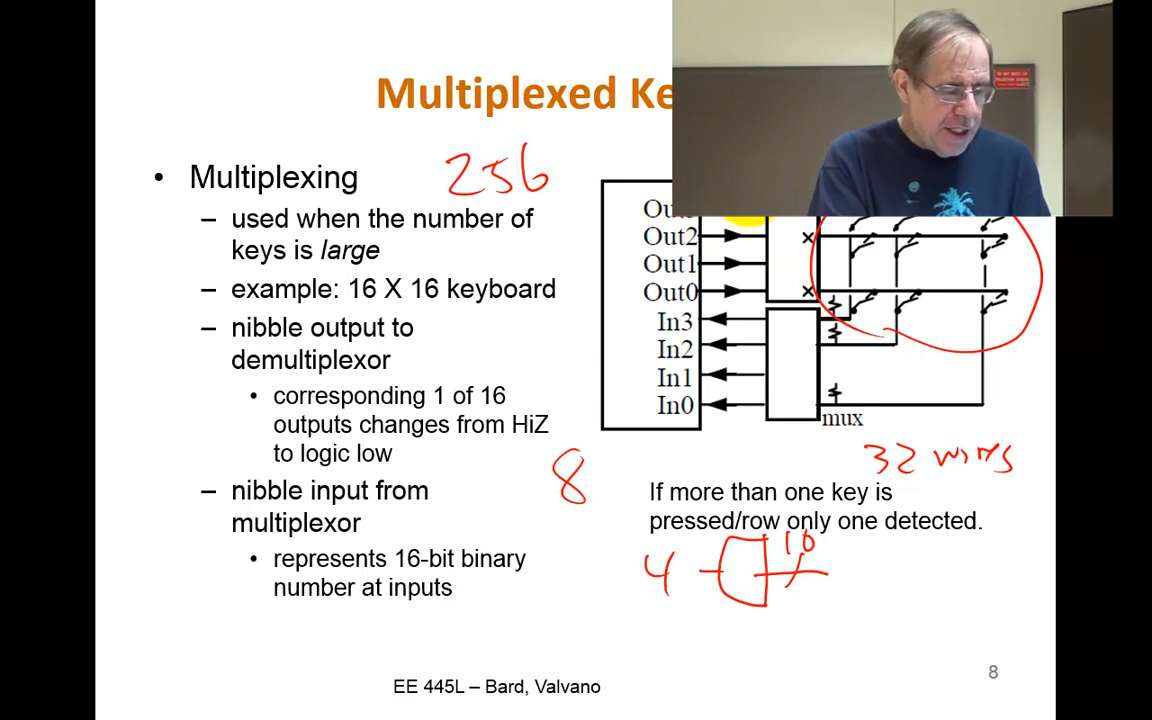 Multiplexed Ke
• Multiplexing 256
– used when the number of
keys is large
– example: 16 X 16 keyboard
– nibble output to
demultiplexor
• corresponding 1 of 16
outputs changes from HiZ
to logic low
– nibble input from
multiplexor
• represents 16-bit binary
number at inputs
Out2
Out1
Out0
In3
In2
In1
In0
mux
32 wires
8
If more than one key is
pressed/row only one detected.
4
EE 445L – Bard, Valvano
8